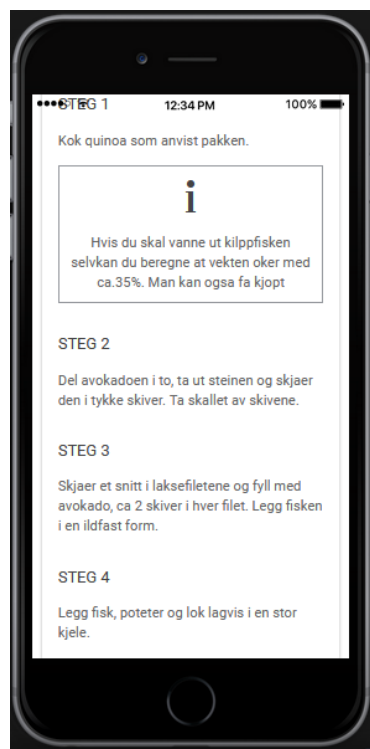 STEG 1
12:34 PM
100%
Kok quinoa som anvist pakken.
i
Hvis du skal vanne ut kilppfisken
selvkan du beregne at vekten oker med
ca.35%. Man kan ogsa fa kjopt
STEG 2
Del avokadoen i to, ta ut steinen og skjaer
den i tykke skiver. Ta skallet av skivene.
STEG 3
Skjaer et snitt i laksefiletene og fyll med
avokado, ca 2 skiver i hver filet. Legg fisken
i en ildfast form.
STEG 4
Legg fisk, poteter og lok lagvis i en stor
kjele.